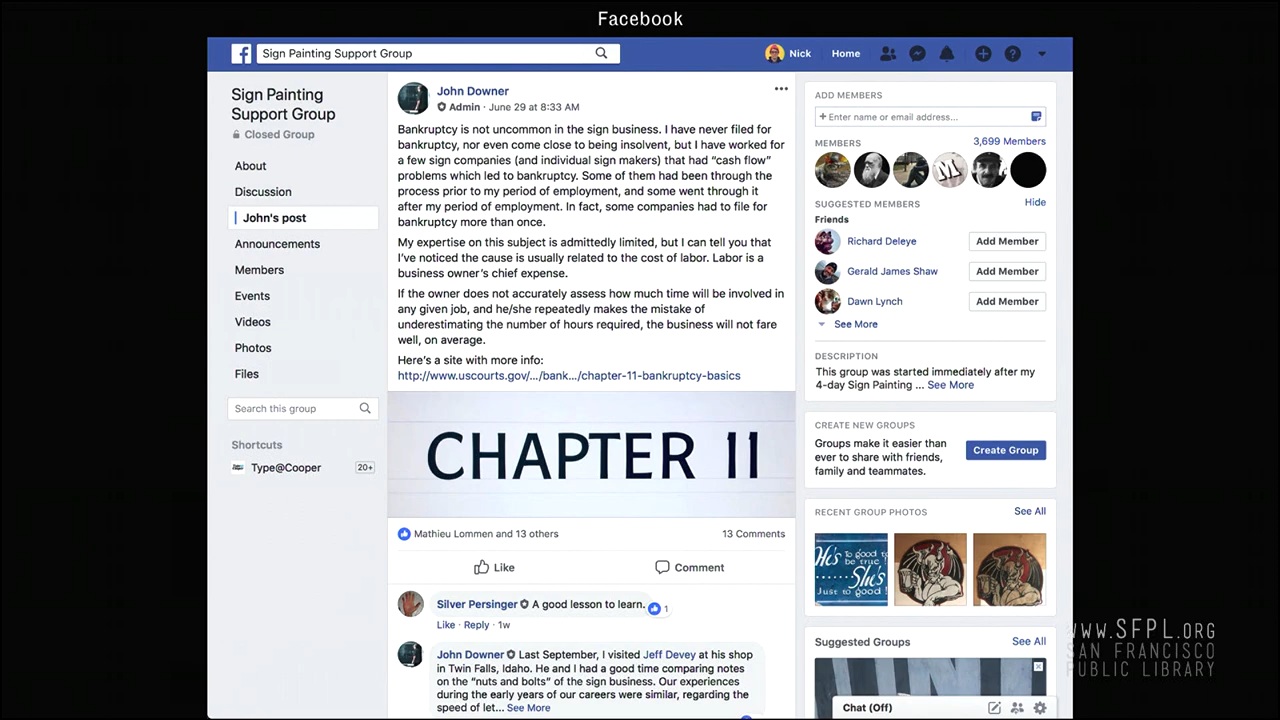 Facebook
Sign Painting Support Group
Nick
Home
Sign Painting
Support Group
Closed Group
About
Discussion
John's post
Announcements
Members
Events
Videos
Photos
Files
Search this group
Shortcuts
Type@Cooper
20+
John Downer
Admin · June 29 at 8:33 AM
Bankruptcy is not uncommon in the sign business. I have never filed for
bankruptcy, nor even come close to being insolvent, but I have worked for
a few sign companies (and individual sign makers) that had “cash flow”
problems which led to bankruptcy. Some of them had been through the
process prior to my period of employment, and some went through it
after my period of employment. In fact, some companies had to file for
bankruptcy more than once.
My expertise on this subject is admittedly limited, but I can tell you that
I’ve noticed the cause is usually related to the cost of labor. Labor is a
business owner’s chief expense.
If the owner does not accurately assess how much time will be involved in
any given job, and he/she repeatedly makes the mistake of
underestimating the number of hours required, the business will not fare
well, on average.
Here’s a site with more info:
http://www.uscourts.gov/…/bank…/chapter-11-bankruptcy-basics
CHAPTER 11
Mathieu Lommen and 13 others
13 Comments
Like
Comment
Silver Persinger A good lesson to learn.
1
Like · Reply · 1w
John Downer Last September, I visited Jeff Devey at his shop
in Twin Falls, Idaho. He and I had a good time comparing notes
on the “nuts and bolts” of the sign business. Our experiences
during the early years of our careers were similar, regarding the
speed of let... See More
ADD MEMBERS
+ Enter name or email address...
MEMBERS
3,699 Members
SUGGESTED MEMBERS
Hide
Friends
Richard Deleye
Add Member
Gerald James Shaw
Add Member
Dawn Lynch
Add Member
See More
DESCRIPTION
This group was started immediately after my
4-day Sign Painting ... See More
CREATE NEW GROUPS
Groups make it easier than
ever to share with friends,
family and teammates.
Create Group
RECENT GROUP PHOTOS
See All
He's To good to
be true!
She's
Just to good!
Suggested Groups
See All
Chat (Off)
WWW.SFPL.ORG
SAN FRANCISCO
PUBLIC LIBRARY